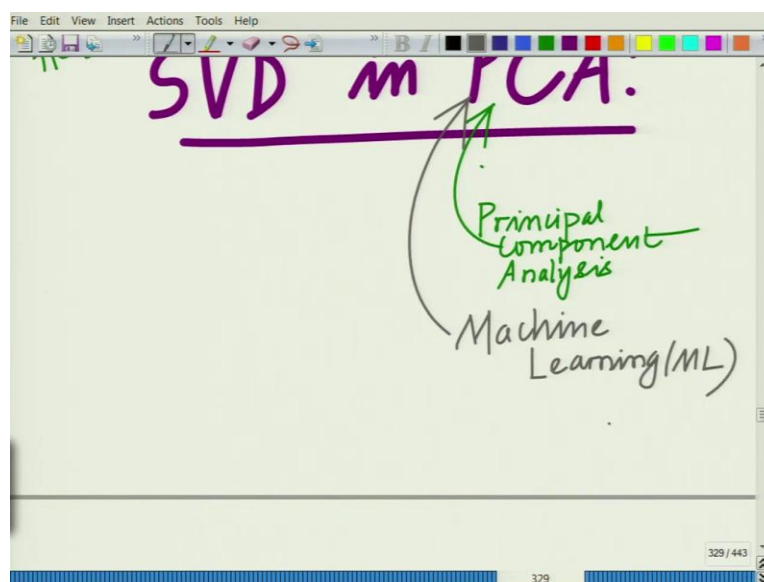 File Edit View Insert Actions Tools Help
B I
SVD in PCA.
Principal
Component
Analysis
Machine
Learning (ML)
329 / 443
329